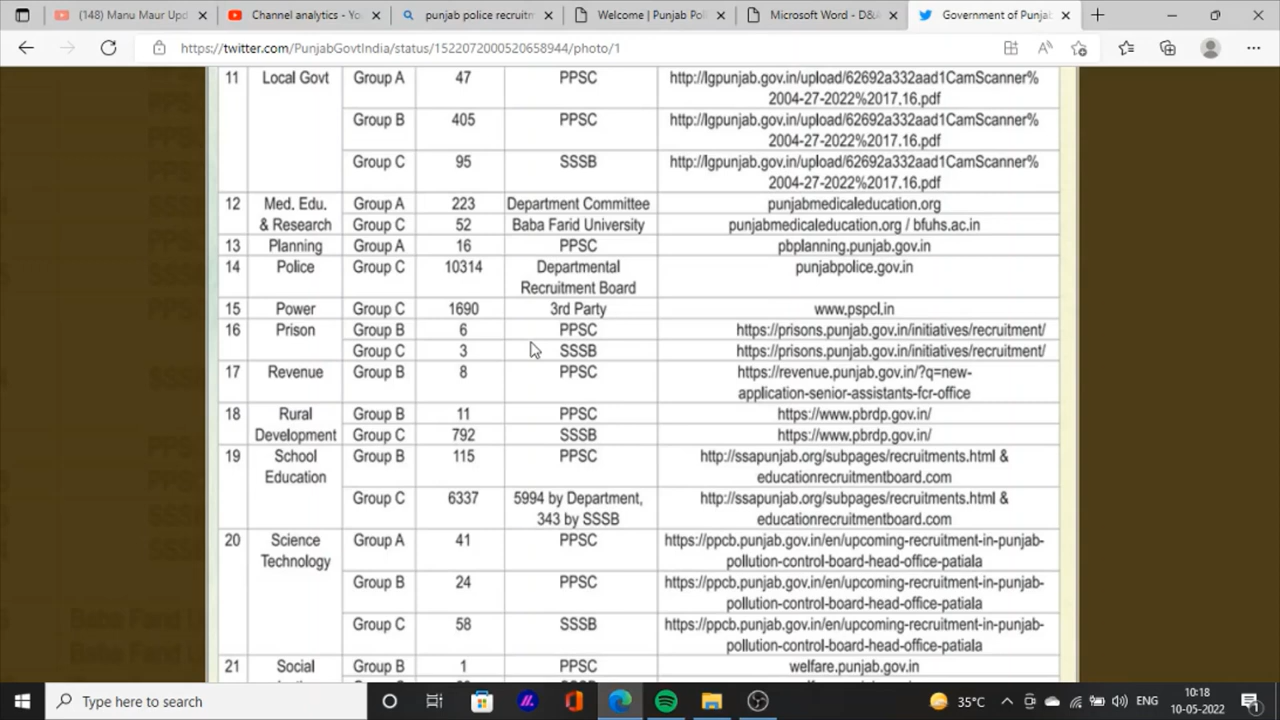 (148) Manu Maur Upd
Channel analytics - Yo
punjab police recruitm
Welcome | Punjab Pol
Microsoft Word - D&A
Government of Punja
https://twitter.com/PunjabGovtIndia/status/1522072000520658944/photo/1
11 Local Govt Group A 47 PPSC http://lgpunjab.gov.in/upload/62692a332aad1CamScanner%
2004-27-2022%2017.16.pdf
Group B 405 PPSC http://lgpunjab.gov.in/upload/62692a332aad1CamScanner%
2004-27-2022%2017.16.pdf
Group C 95 SSSB http://lgpunjab.gov.in/upload/62692a332aad1CamScanner%
2004-27-2022%2017.16.pdf
12 Med. Edu. Group A 223 Department Committee punjabmedicaleducation.org
& Research Group C 52 Baba Farid University punjabmedicaleducation.org / bfuhs.ac.in
13 Planning Group A 16 PPSC pbplanning.punjab.gov.in
14 Police Group C 10314 Departmental punjabpolice.gov.in
Recruitment Board
15 Power Group C 1690 3rd Party www.pspcl.in
16 Prison Group B 6 PPSC https://prisons.punjab.gov.in/initiatives/recruitment/
Group C 3 SSSB https://prisons.punjab.gov.in/initiatives/recruitment/
17 Revenue Group B 8 PPSC https://revenue.punjab.gov.in/?q=new-
application-senior-assistants-fcr-office
18 Rural Group B 11 PPSC https://www.pbrdp.gov.in/
Development Group C 792 SSSB https://www.pbrdp.gov.in/
19 School Group B 115 PPSC http://ssapunjab.org/subpages/recruitments.html &
Education educationrecruitmentboard.com
Group C 6337 5994 by Department, http://ssapunjab.org/subpages/recruitments.html &
343 by SSSB educationrecruitmentboard.com
20 Science Group A 41 PPSC https://ppcb.punjab.gov.in/en/upcoming-recruitment-in-punjab-
Technology pollution-control-board-head-office-patiala
Group B 24 PPSC https://ppcb.punjab.gov.in/en/upcoming-recruitment-in-punjab-
pollution-control-board-head-office-patiala
Group C 58 SSSB https://ppcb.punjab.gov.in/en/upcoming-recruitment-in-punjab-
pollution-control-board-head-office-patiala
21 Social Group B 1 PPSC welfare.punjab.gov.in
Baba Farid U
Baba Farid U
Type here to search
35°C
ENG
10:18
10-05-2022
1